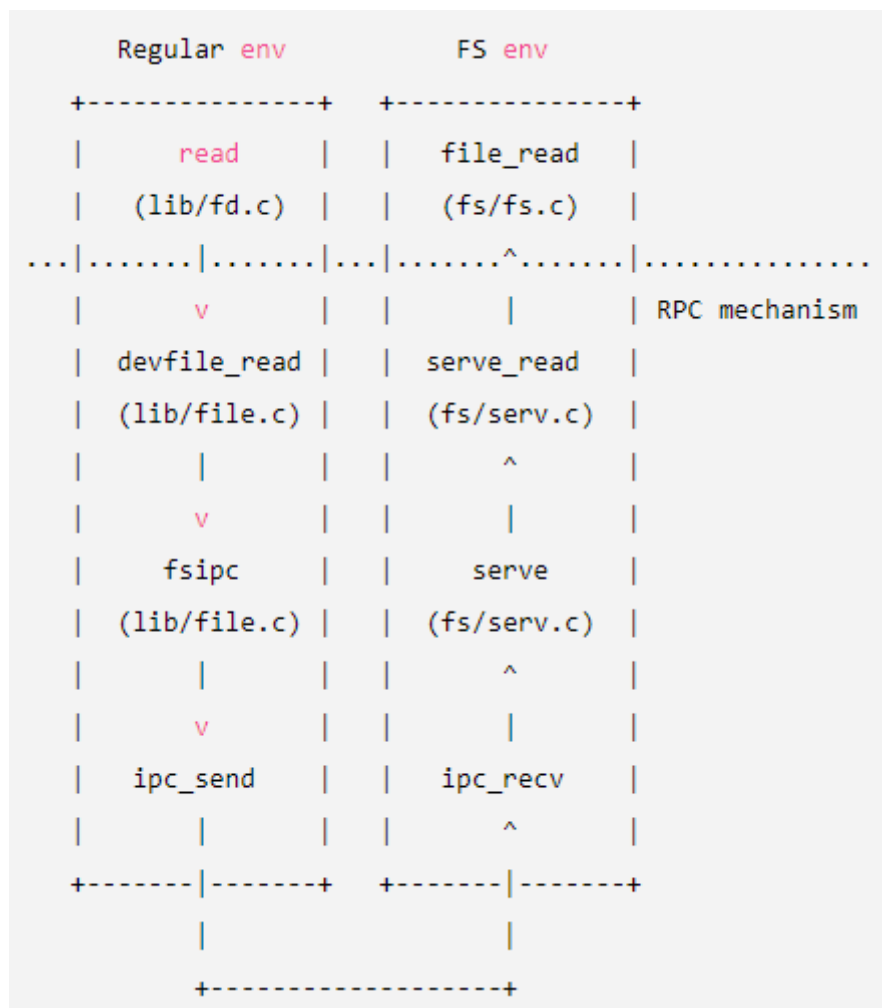 Regular env           FS env
   +---------------+   +---------------+
   |      read     |   |   file_read   |
   |   (lib/fd.c)  |   |   (fs/fs.c)   |
...|.......|.......|...|.......^.......|...............
   |       v       |   |       |       | RPC mechanism
   |  devfile_read |   |  serve_read   |
   |  (lib/file.c) |   |  (fs/serv.c)  |
   |       |       |   |       ^       |
   |       v       |   |       |       |
   |     fsipc     |   |     serve     |
   |  (lib/file.c) |   |  (fs/serv.c)  |
   |       |       |   |       ^       |
   |       v       |   |       |       |
   |   ipc_send    |   |   ipc_recv    |
   |       |       |   |       ^       |
   +-------|-------+   +-------|-------+
           |                   |
           +-------------------+